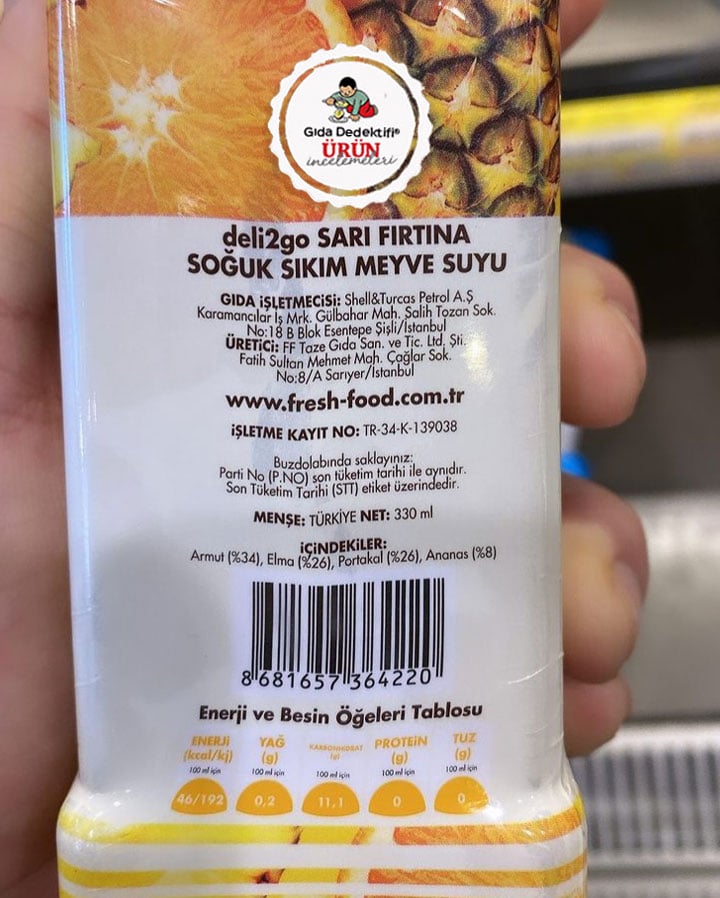 Gıda Dedektifi®
ÜRÜN
incelemeleri
deli2go SARI FIRTINA
SOĞUK SIKIM MEYVE SUYU
GIDA İŞLETMECİSİ: Shell&Turcas Petrol A.Ş
Karamancılar İş Mrk. Gülbahar Mah. Salih Tozan Sok.
No:18 B Blok Esentepe Şişli/İstanbul
ÜRETİCİ: FF Taze Gıda San. ve Tic. Ltd. Şti.
Fatih Sultan Mehmet Mah. Çağlar Sok.
No:8/A Sarıyer/İstanbul
www.fresh-food.com.tr
İŞLETME KAYIT NO: TR-34-K-139038
Buzdolabında saklayınız:
Parti No (P.NO) son tüketim tarihi ile aynıdır.
Son Tüketim Tarihi (STT) etiket üzerindedir.
MENŞE: TÜRKİYE NET: 330 ml
İÇİNDEKİLER:
Armut (%34), Elma (%26), Portakal (%26), Ananas (%8)
8 681657 364220
Enerji ve Besin Öğeleri Tablosu
ENERJİ YAĞ KARBONHİDRAT PROTEİN TUZ
(kcal/kj) (g) (g) (g) (g)
100 ml için 100 ml için 100 ml için 100 ml için 100 ml için
46/192 0,2 11,1 0 0